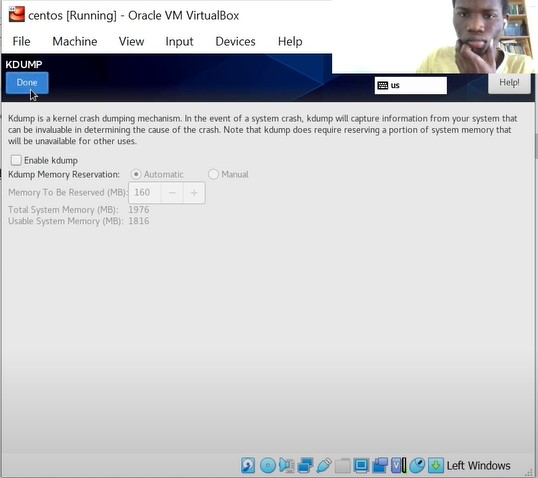 centos [Running] - Oracle VM VirtualBox
File Machine View Input Devices Help
KDUMP
Done
us
Help!
Kdump is a kernel crash dumping mechanism. In the event of a system crash, kdump will capture information from your system that
can be invaluable in determining the cause of the crash. Note that kdump does require reserving a portion of system memory that
will be unavailable for other uses.
Enable kdump
Kdump Memory Reservation: Automatic Manual
Memory To Be Reserved (MB): 160 - +
Total System Memory (MB): 1976
Usable System Memory (MB): 1816
Left Windows